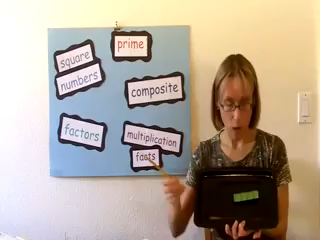 prime
square
numbers
composite
factors
multiplication
facts